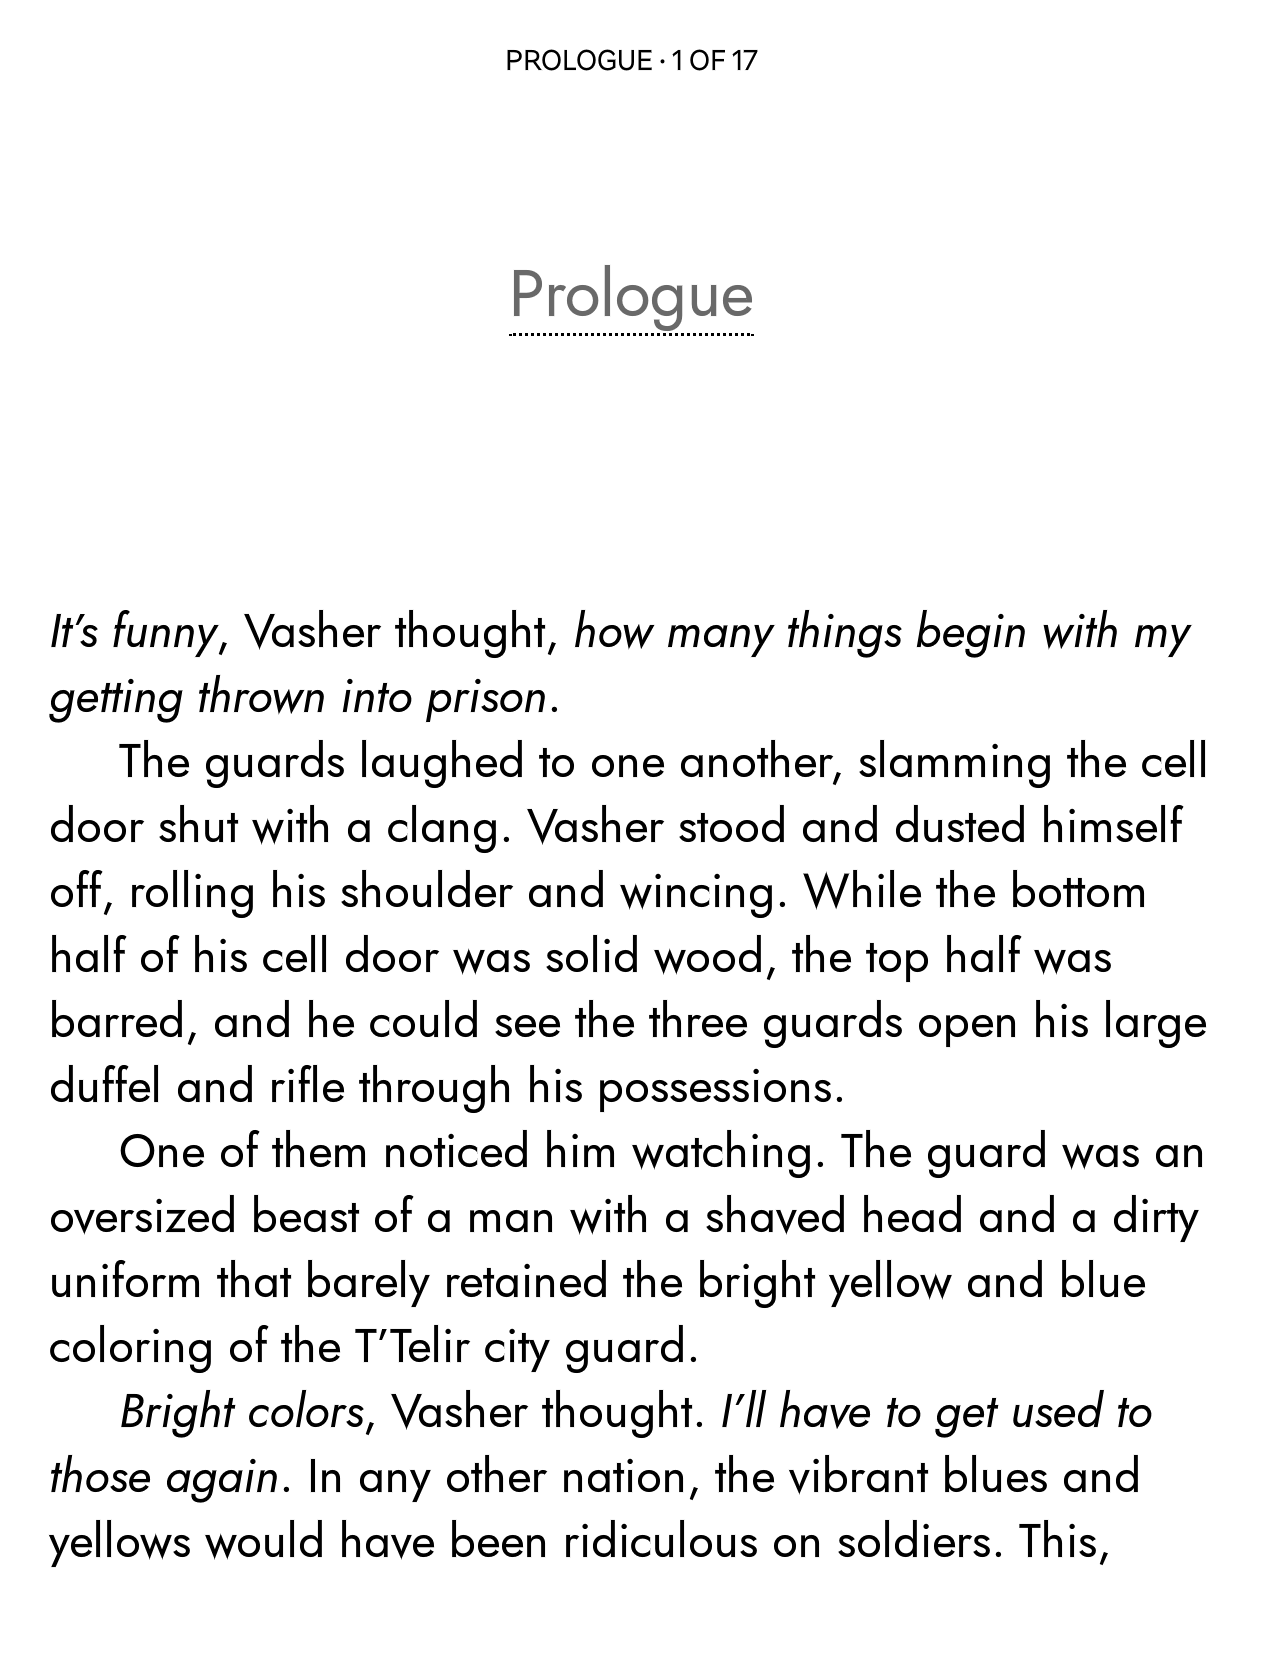 PROLOGUE · 1 OF 17
Prologue
It’s funny, Vasher thought, how many things begin with my
getting thrown into prison.
The guards laughed to one another, slamming the cell
door shut with a clang. Vasher stood and dusted himself
off, rolling his shoulder and wincing. While the bottom
half of his cell door was solid wood, the top half was
barred, and he could see the three guards open his large
duffel and rifle through his possessions.
One of them noticed him watching. The guard was an
oversized beast of a man with a shaved head and a dirty
uniform that barely retained the bright yellow and blue
coloring of the T’Telir city guard.
Bright colors, Vasher thought. I’ll have to get used to
those again. In any other nation, the vibrant blues and
yellows would have been ridiculous on soldiers. This,